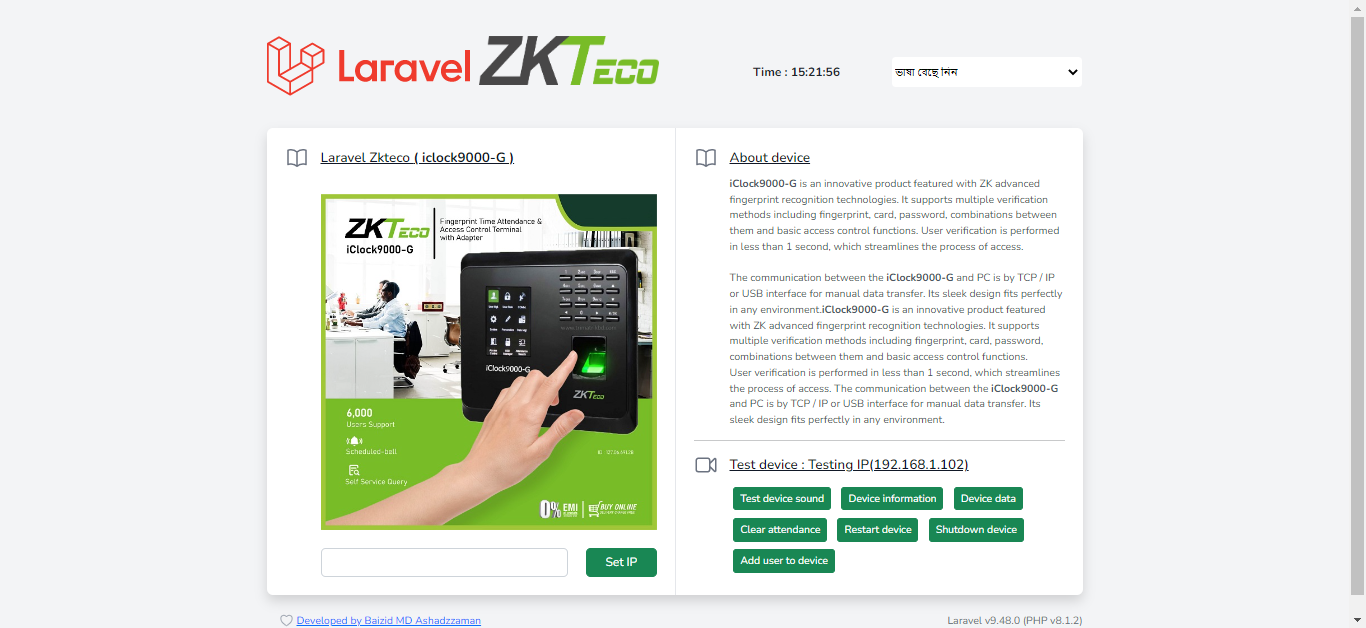 Laravel ZKTeco
Time : 15:21:56
ভাষা বেছে নিন
Laravel Zkteco ( iclock9000-G )
ZKTeco
iClock9000-G
Fingerprint Time Attendance &
Access Control Terminal
with Adapter
iClock9000-G
ZKTeco
6,000
Users Support
Scheduled-bell
Self Service Query
0% EMI
BUY ONLINE
Set IP
About device
iClock9000-G is an innovative product featured with ZK advanced
fingerprint recognition technologies. It supports multiple verification
methods including fingerprint, card, password, combinations between
them and basic access control functions. User verification is performed
in less than 1 second, which streamlines the process of access.
The communication between the iClock9000-G and PC is by TCP / IP
or USB interface for manual data transfer. Its sleek design fits perfectly
in any environment.iClock9000-G is an innovative product featured
with ZK advanced fingerprint recognition technologies. It supports
multiple verification methods including fingerprint, card, password,
combinations between them and basic access control functions.
User verification is performed in less than 1 second, which streamlines
the process of access. The communication between the iClock9000-G
and PC is by TCP / IP or USB interface for manual data transfer. Its
sleek design fits perfectly in any environment.
Test device : Testing IP(192.168.1.102)
Test device sound Device information Device data
Clear attendance Restart device Shutdown device
Add user to device
Developed by Baizid MD Ashadzzaman
Laravel v9.48.0 (PHP v8.1.2)